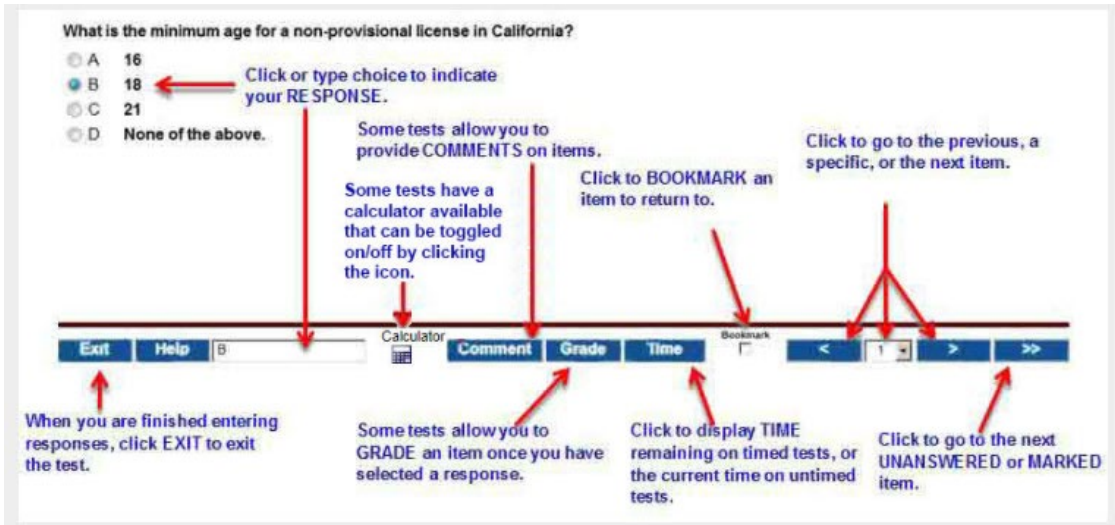 What is the minimum age for a non-provisional license in California?
A 16
B 18
C 21
D None of the above.
Click or type choice to indicate
your RESPONSE.
Some tests allow you to
provide COMMENTS on items.
Click to go to the previous, a
specific, or the next item.
Click to BOOKMARK an
item to return to.
Some tests have a
calculator available
that can be toggled
on/off by clicking
the icon.
Exit Help B Calculator Comment Grade Time Bookmark < 1 > >>
When you are finished entering
responses, click EXIT to exit
the test.
Some tests allow you to
GRADE an item once you have
selected a response.
Click to display TIME
remaining on timed tests, or
the current time on untimed
tests.
Click to go to the next
UNANSWERED or MARKED
item.